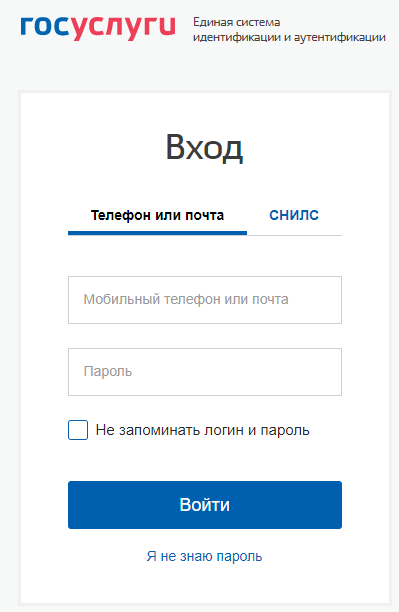 госуслуги
Единая система
идентификации и аутентификации
Вход
Телефон или почта
СНИЛС
Мобильный телефон или почта
Пароль
Не запоминать логин и пароль
Войти
Я не знаю пароль